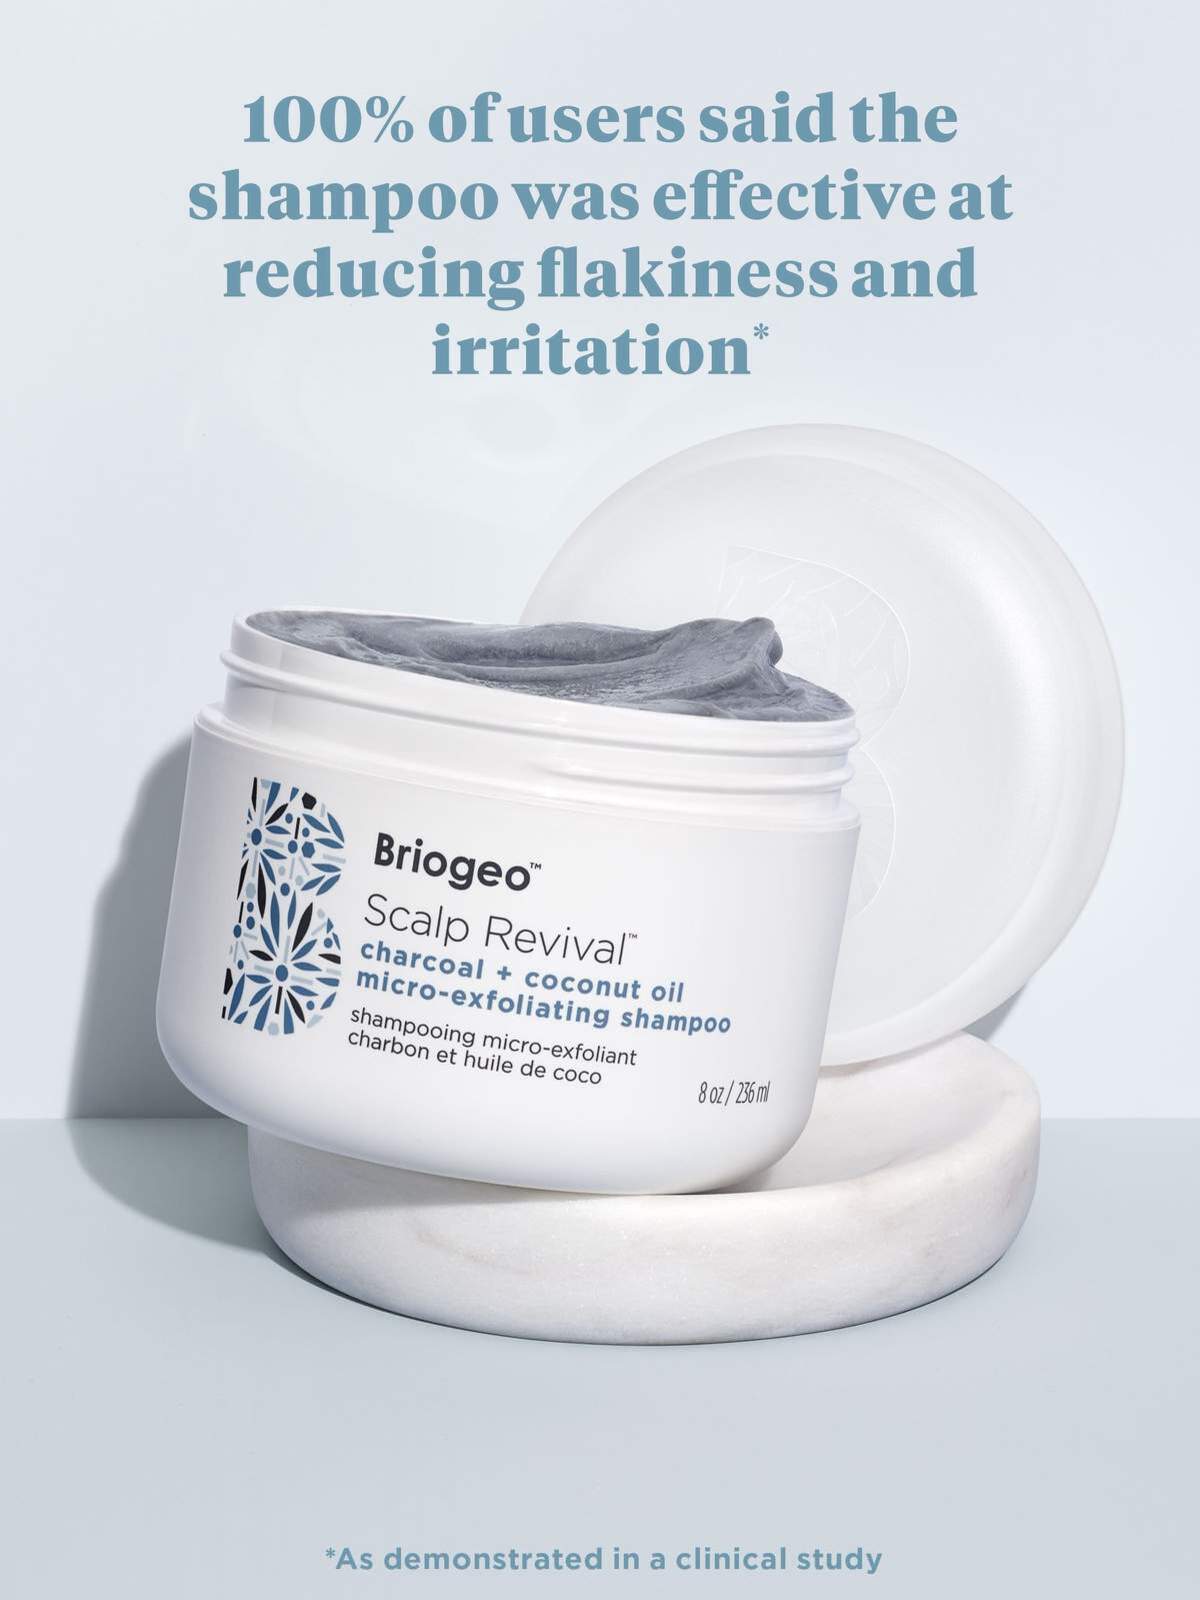 100% of users said the
shampoo was effective at
reducing flakiness and
irritation*
Briogeo™
Scalp Revival™
charcoal + coconut oil
micro-exfoliating shampoo
shampooing micro-exfoliant
charbon et huile de coco
8 oz / 236 ml
*As demonstrated in a clinical study